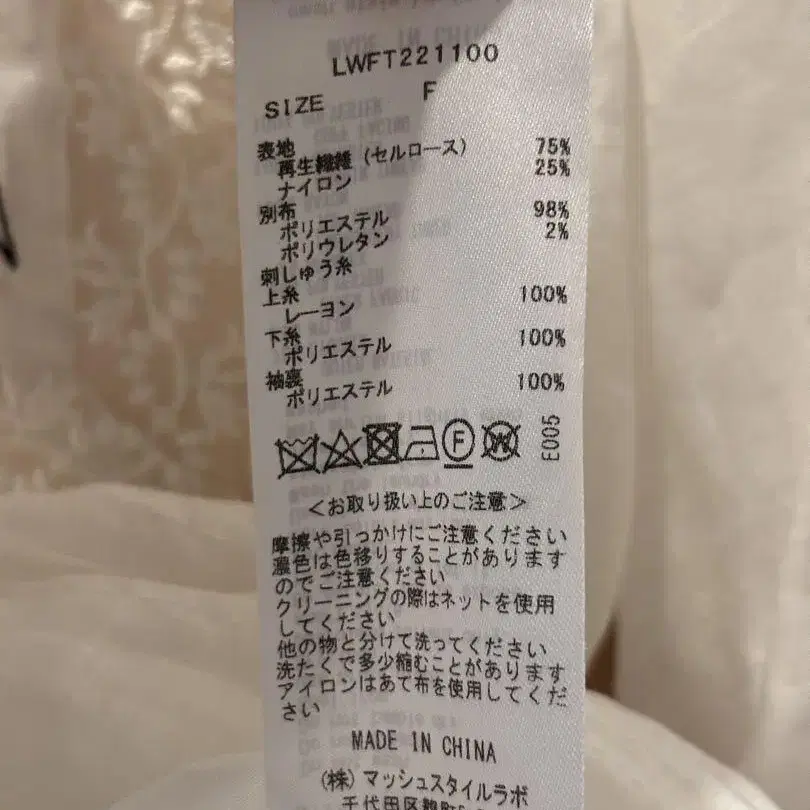 LWFT221100
SIZE F
表地
再生繊維 (セルロース) 75%
ナイロン 25%
別布
ポリエステル 98%
ポリウレタン 2%
刺しゅう糸
上糸
レーヨン 100%
下糸
ポリエステル 100%
袖裏
ポリエステル 100%
F W E005
<お取り扱い上のご注意>
摩擦や引っかけにご注意ください
濃色は色移りすることがあります
のでご注意ください
クリーニングの際はネットを使用
してください
他の物と分けて洗ってください
洗たくで多少縮むことがあります
アイロンはあて布を使用してくだ
さい
MADE IN CHINA
(株) マッシュスタイルラボ
千代田区麹町